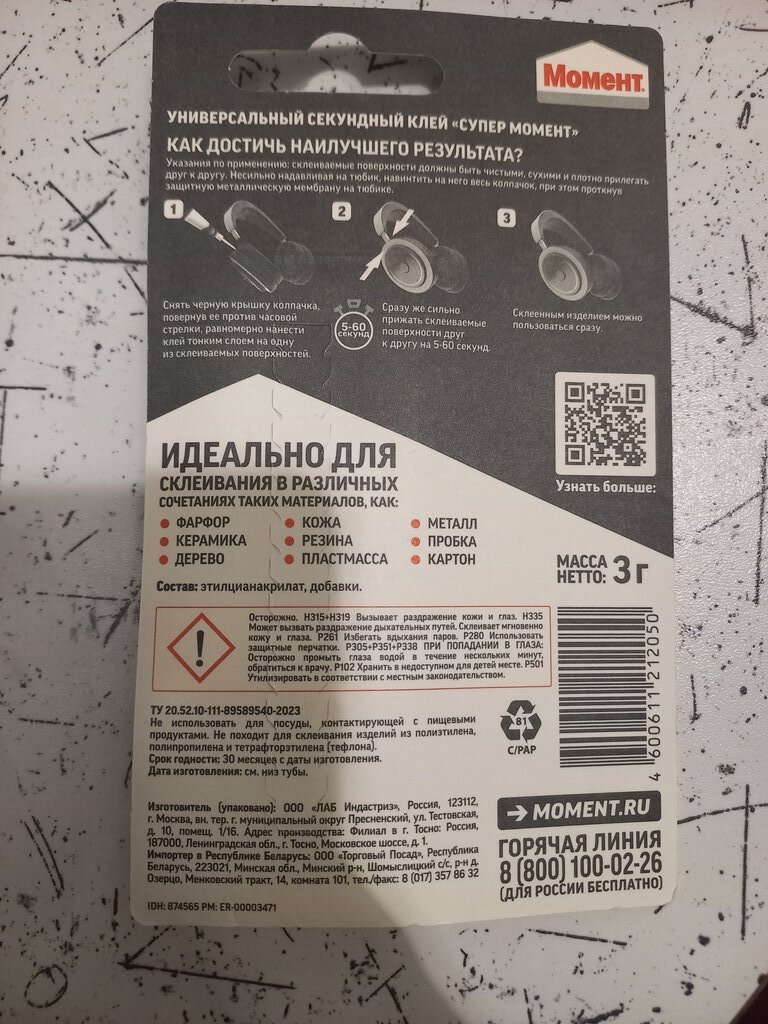 Момент.
УНИВЕРСАЛЬНЫЙ СЕКУНДНЫЙ КЛЕЙ «СУПЕР МОМЕНТ»
КАК ДОСТИЧЬ НАИЛУЧШЕГО РЕЗУЛЬТАТА?
Указания по применению: склеиваемые поверхности должны быть чистыми, сухими и плотно прилегать
друг к другу. Несильно надавливая на тюбик, навинтить на него весь колпачок, при этом проткнув
защитную металлическую мембрану на тюбике.
1
2
3
Снять черную крышку колпачка,
повернув ее против часовой
стрелки, равномерно нанести
клей тонким слоем на одну
из склеиваемых поверхностей.
5-60
секунд
Сразу же сильно
прижать склеиваемые
поверхности друг
к другу на 5-60 секунд.
Склеенным изделием можно
пользоваться сразу.
Узнать больше:
ИДЕАЛЬНО ДЛЯ
СКЛЕИВАНИЯ В РАЗЛИЧНЫХ
СОЧЕТАНИЯХ ТАКИХ МАТЕРИАЛОВ, КАК:
ФАРФОР
КЕРАМИКА
ДЕРЕВО
КОЖА
РЕЗИНА
ПЛАСТМАССА
МЕТАЛЛ
ПРОБКА
КАРТОН
МАССА
НЕТТО: 3 г
Состав: этилцианакрилат, добавки.
Осторожно. H315+H319 Вызывает раздражение кожи и глаз. H335
Может вызвать раздражение дыхательных путей. Склеивает мгновенно
кожу и глаза. P261 Избегать вдыхания паров. P280 Использовать
защитные перчатки. P305+P351+P338 ПРИ ПОПАДАНИИ В ГЛАЗА:
Осторожно промыть глаза водой в течение нескольких минут,
обратиться к врачу. P102 Хранить в недоступном для детей месте. P501
Утилизировать в соответствии с местным законодательством.
4 600611 212050
ТУ 20.52.10-111-89589540-2023
Не использовать для посуды, контактирующей с пищевыми
продуктами. Не походит для склеивания изделий из полиэтилена,
полипропилена и тетрафторэтилена (тефлона).
Срок годности: 30 месяцев с даты изготовления.
Дата изготовления: см. низ тубы.
81
C/PAP
Изготовитель (упаковано): ООО «ЛАБ Индастриз», Россия, 123112,
г. Москва, вн. тер. г. муниципальный округ Пресненский, ул. Тестовская,
д. 10, помещ. 1/16. Адрес производства: Филиал в г. Тосно: Россия,
187000, Ленинградская обл., г. Тосно, Московское шоссе, д. 1.
Импортер в Республике Беларусь: ООО «Торговый Посад», Республика
Беларусь, 223021, Минская обл., Минский р-н, Шомыслицкий с/с, р-н д.
Озерцо, Менковский тракт, 14, комната 101, тел./факс: 8 (017) 357 86 32
IDH: 874565 PM: ER-00003471
MOMENT.RU
ГОРЯЧАЯ ЛИНИЯ
8 (800) 100-02-26
(ДЛЯ РОССИИ БЕСПЛАТНО)